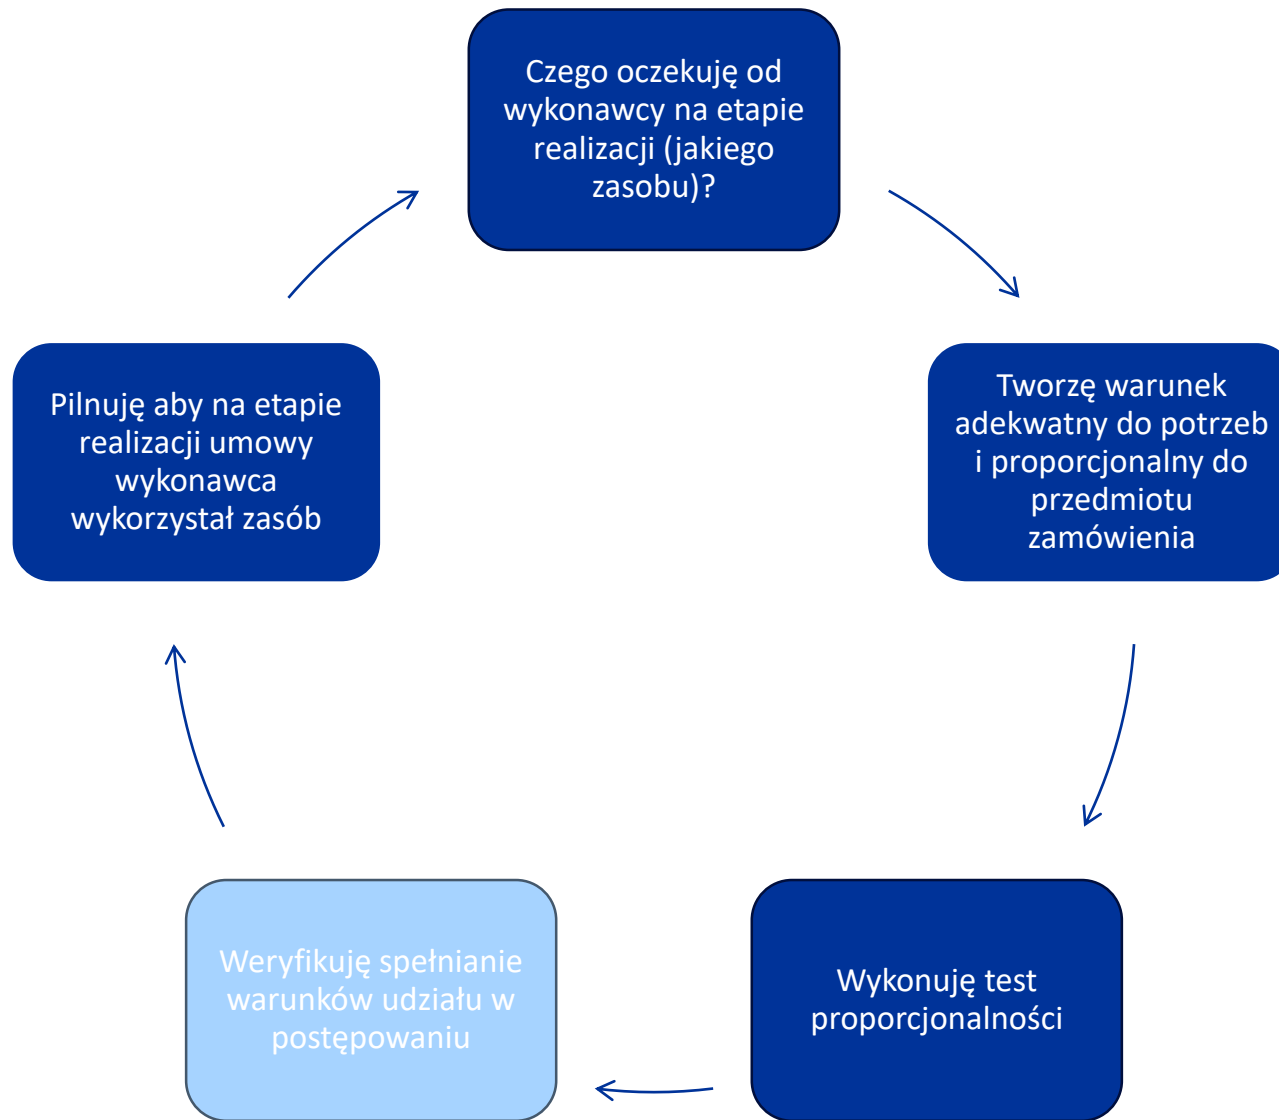 Czego oczekuję od
wykonawcy na etapie
realizacji (jakiego
zasobu)?
Tworzę warunek
adekwatny do potrzeb
i proporcjonalny do
przedmiotu
zamówienia
Wykonuję test
proporcjonalności
Weryfikuję spełnianie
warunków udziału w
postępowaniu
Pilnuję aby na etapie
realizacji umowy
wykonawca
wykorzystał zasób